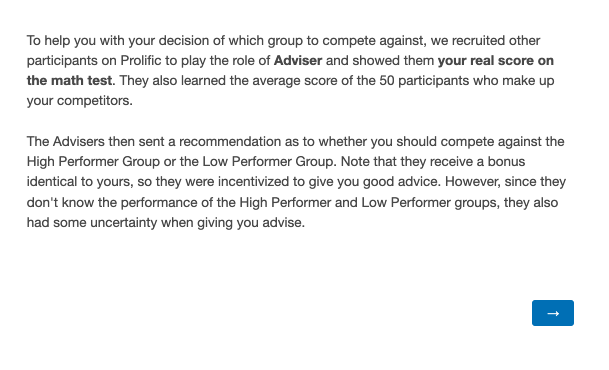 To help you with your decision of which group to compete against, we recruited other
participants on Prolific to play the role of Adviser and showed them your real score on
the math test. They also learned the average score of the 50 participants who make up
your competitors.
The Advisers then sent a recommendation as to whether you should compete against the
High Performer Group or the Low Performer Group. Note that they receive a bonus
identical to yours, so they were incentivized to give you good advice. However, since they
don't know the performance of the High Performer and Low Performer groups, they also
had some uncertainty when giving you advise.
→